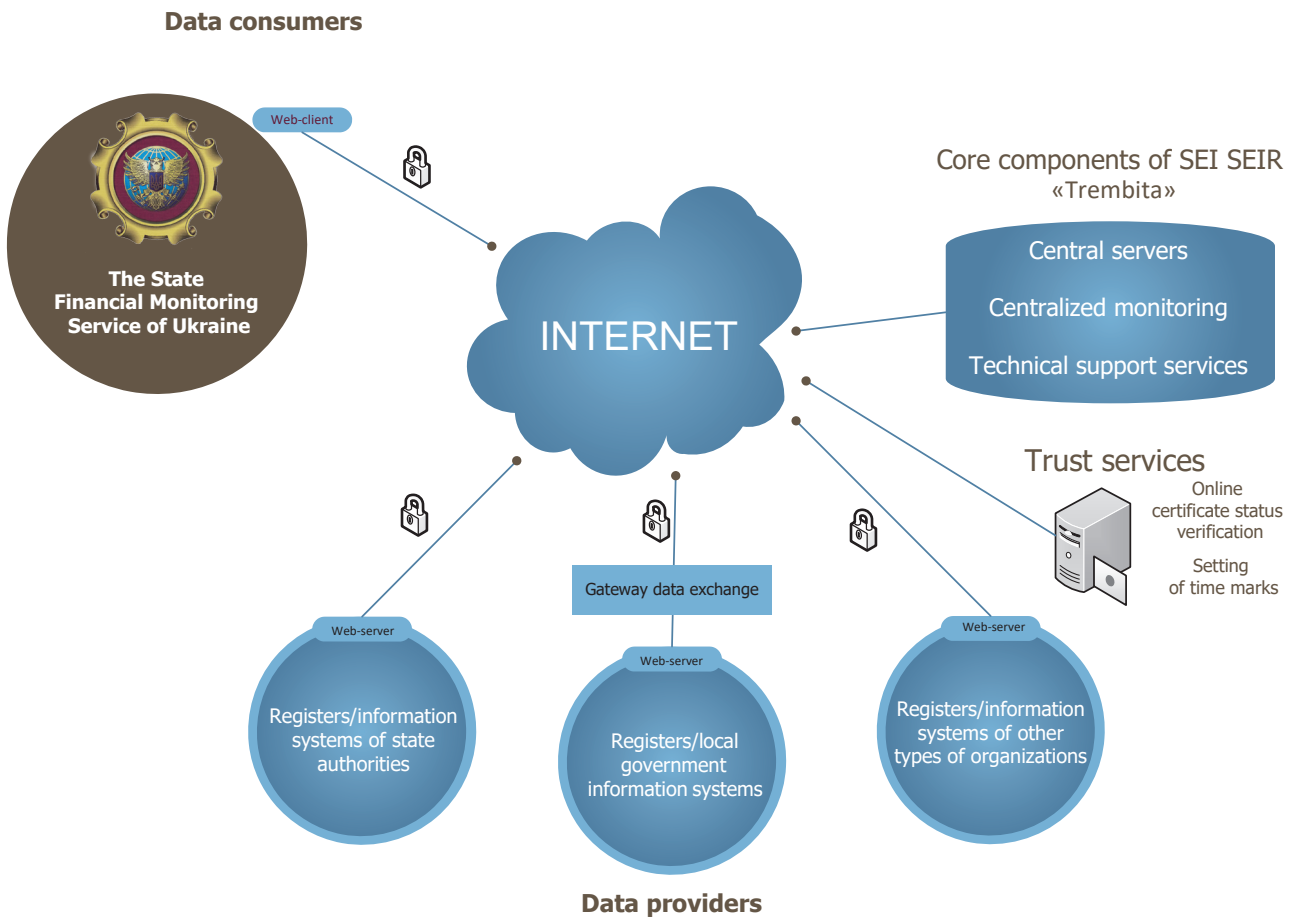 Data consumers
Web-client
The State
Financial Monitoring
Service of Ukraine
Core components of SEI SEIR
«Trembita»
Central servers
Centralized monitoring
Technical support services
INTERNET
Trust services
Online
certificate status
verification
Setting
of time marks
Gateway data exchange
Web-server
Registers/information
systems of state
authorities
Web-server
Registers/local
government
information systems
Web-server
Registers/information
systems of other
types of organizations
Data providers